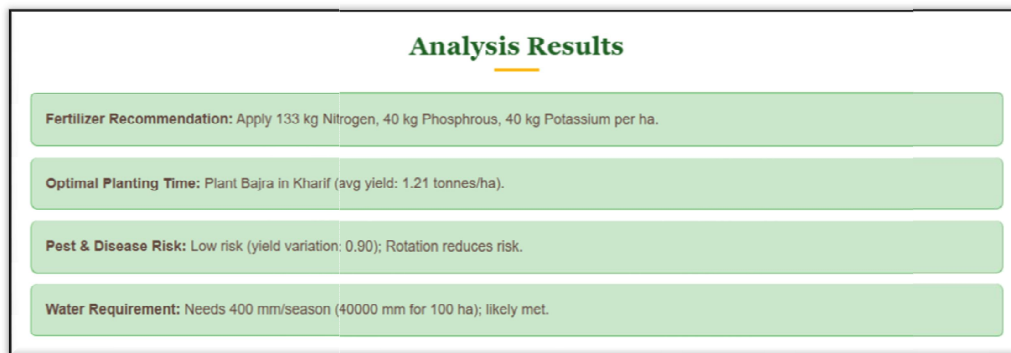 Analysis Results
Fertilizer Recommendation: Apply 133 kg Nitrogen, 40 kg Phosphrous, 40 kg Potassium per ha.
Optimal Planting Time: Plant Bajra in Kharif (avg yield: 1.21 tonnes/ha).
Pest & Disease Risk: Low risk (yield variation: 0.90); Rotation reduces risk.
Water Requirement: Needs 400 mm/season (40000 mm for 100 ha); likely met.